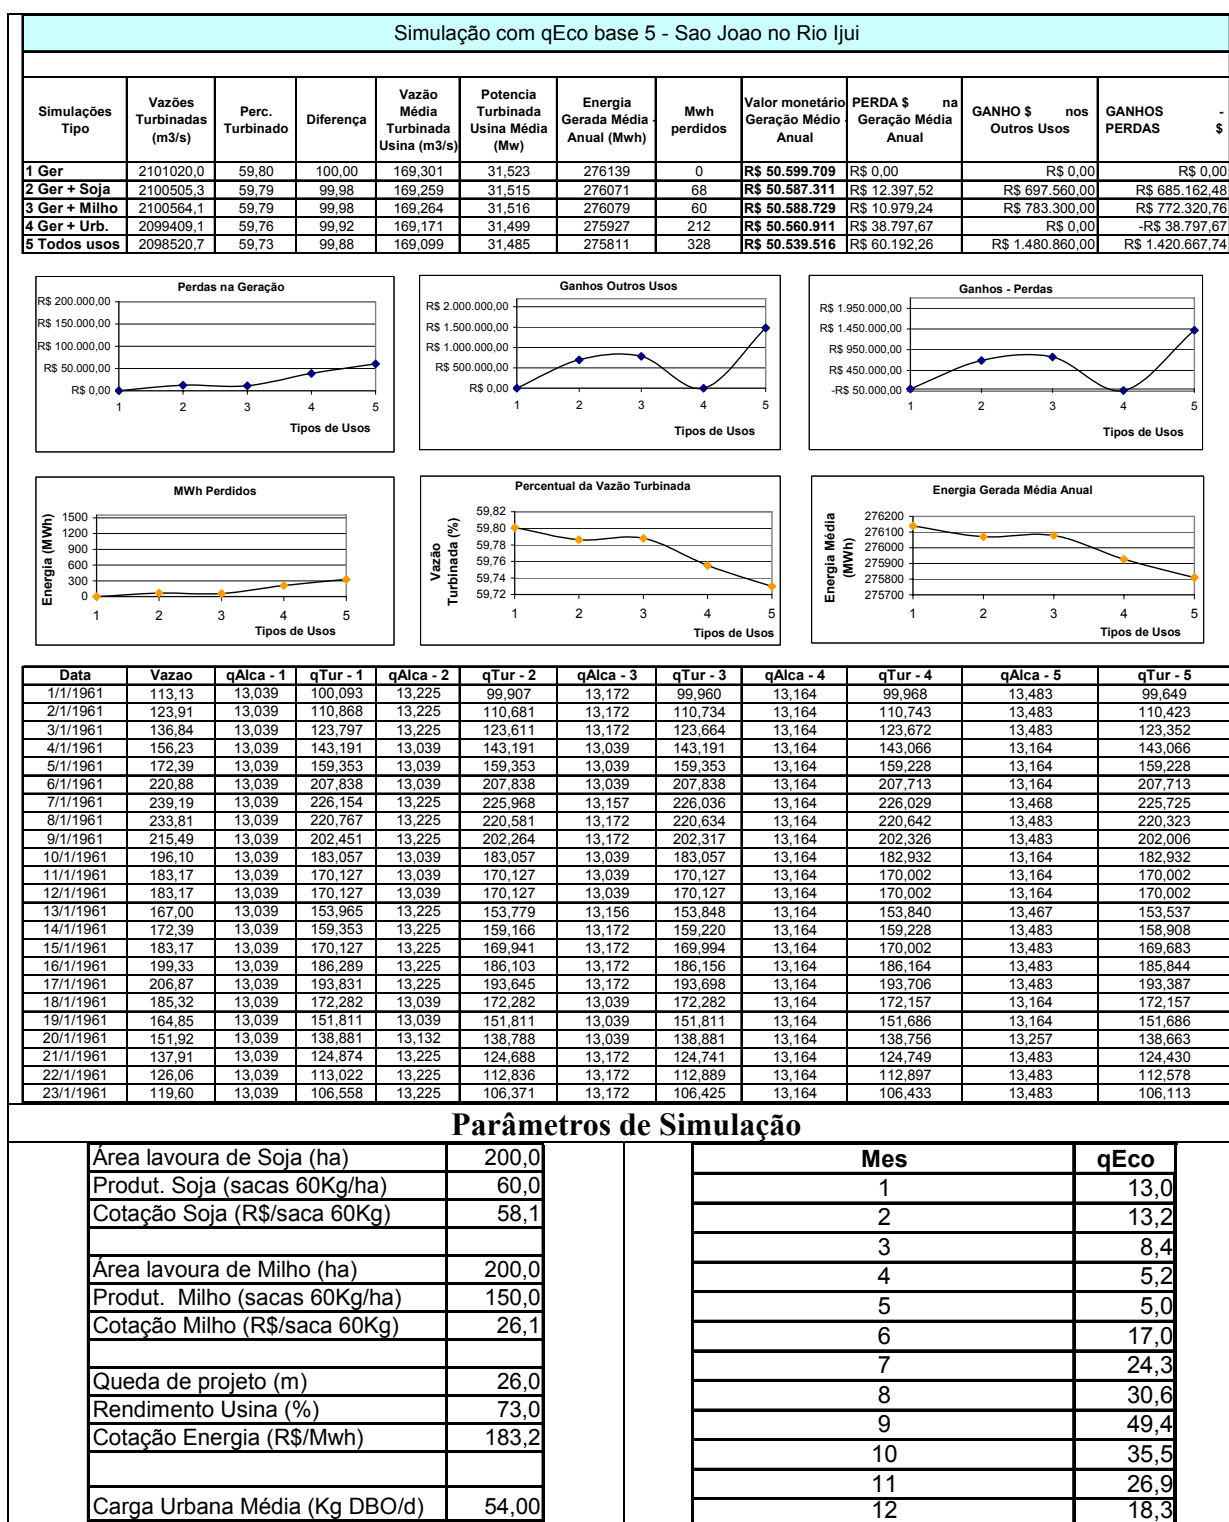 Simulação com qEco base 5 - Sao Joao no Rio Ijui
Simulações Tipo | Vazões Turbinadas (m3/s) | Perc. Turbinado | Diferença | Vazão Média Turbinada Usina (m3/s) | Potencia Turbinada Usina Média (Mw) | Energia Gerada Média - Anual (Mwh) | Mwh perdidos | Valor monetário Geração Médio - Anual | PERDA $ na Geração Média Anual | GANHO $ nos Outros Usos | GANHOS - PERDAS $
1 Ger | 2101020,0 | 59,80 | 100,00 | 169,301 | 31,523 | 276139 | 0 | R$ 50.599.709 | R$ 0,00 | R$ 0,00 | R$ 0,00
2 Ger + Soja | 2100505,3 | 59,79 | 99,98 | 169,259 | 31,515 | 276071 | 68 | R$ 50.587.311 | R$ 12.397,52 | R$ 697.560,00 | R$ 685.162,48
3 Ger + Milho | 2100564,1 | 59,79 | 99,98 | 169,264 | 31,516 | 276079 | 60 | R$ 50.588.729 | R$ 10.979,24 | R$ 783.300,00 | R$ 772.320,76
4 Ger + Urb. | 2099409,1 | 59,76 | 99,92 | 169,171 | 31,499 | 275927 | 212 | R$ 50.560.911 | R$ 38.797,67 | R$ 0,00 | -R$ 38.797,67
5 Todos usos | 2098520,7 | 59,73 | 99,88 | 169,099 | 31,485 | 275811 | 328 | R$ 50.539.516 | R$ 60.192,26 | R$ 1.480.860,00 | R$ 1.420.667,74
Perdas na Geração
R$ 200.000,00
R$ 150.000,00
R$ 100.000,00
R$ 50.000,00
R$ 0,00
1 2 3 4 5
Tipos de Usos
Ganhos Outros Usos
R$ 2.000.000,00
R$ 1.500.000,00
R$ 1.000.000,00
R$ 500.000,00
R$ 0,00
1 2 3 4 5
Tipos de Usos
Ganhos - Perdas
R$ 1.950.000,00
R$ 1.450.000,00
R$ 950.000,00
R$ 450.000,00
-R$ 50.000,00
1 2 3 4 5
Tipos de Usos
MWh Perdidos
Energia (MWh)
1500
1200
900
600
300
0
1 2 3 4 5
Tipos de Usos
Percentual da Vazão Turbinada
Vazão Turbinada (%)
59,82
59,80
59,78
59,76
59,74
59,72
1 2 3 4 5
Tipos de Usos
Energia Gerada Média Anual
Energia Média (MWh)
276200
276100
276000
275900
275800
275700
1 2 3 4 5
Tipos de Usos
Data | Vazao | qAlca - 1 | qTur - 1 | qAlca - 2 | qTur - 2 | qAlca - 3 | qTur - 3 | qAlca - 4 | qTur - 4 | qAlca - 5 | qTur - 5
1/1/1961 | 113,13 | 13,039 | 100,093 | 13,225 | 99,907 | 13,172 | 99,960 | 13,164 | 99,968 | 13,483 | 99,649
2/1/1961 | 123,91 | 13,039 | 110,868 | 13,225 | 110,681 | 13,172 | 110,734 | 13,164 | 110,743 | 13,483 | 110,423
3/1/1961 | 136,84 | 13,039 | 123,797 | 13,225 | 123,611 | 13,172 | 123,664 | 13,164 | 123,672 | 13,483 | 123,352
4/1/1961 | 156,23 | 13,039 | 143,191 | 13,039 | 143,191 | 13,039 | 143,191 | 13,164 | 143,066 | 13,164 | 143,066
5/1/1961 | 172,39 | 13,039 | 159,353 | 13,039 | 159,353 | 13,039 | 159,353 | 13,164 | 159,228 | 13,164 | 159,228
6/1/1961 | 220,88 | 13,039 | 207,838 | 13,039 | 207,838 | 13,039 | 207,838 | 13,164 | 207,713 | 13,164 | 207,713
7/1/1961 | 239,19 | 13,039 | 226,154 | 13,225 | 225,968 | 13,157 | 226,036 | 13,164 | 226,029 | 13,468 | 225,725
8/1/1961 | 233,81 | 13,039 | 220,767 | 13,225 | 220,581 | 13,172 | 220,634 | 13,164 | 220,642 | 13,483 | 220,323
9/1/1961 | 215,49 | 13,039 | 202,451 | 13,225 | 202,264 | 13,172 | 202,317 | 13,164 | 202,326 | 13,483 | 202,006
10/1/1961 | 196,10 | 13,039 | 183,057 | 13,039 | 183,057 | 13,039 | 183,057 | 13,164 | 182,932 | 13,164 | 182,932
11/1/1961 | 183,17 | 13,039 | 170,127 | 13,039 | 170,127 | 13,039 | 170,127 | 13,164 | 170,002 | 13,164 | 170,002
12/1/1961 | 183,17 | 13,039 | 170,127 | 13,039 | 170,127 | 13,039 | 170,127 | 13,164 | 170,002 | 13,164 | 170,002
13/1/1961 | 167,00 | 13,039 | 153,965 | 13,225 | 153,779 | 13,156 | 153,848 | 13,164 | 153,840 | 13,467 | 153,537
14/1/1961 | 172,39 | 13,039 | 159,353 | 13,225 | 159,166 | 13,172 | 159,220 | 13,164 | 159,228 | 13,483 | 158,908
15/1/1961 | 183,17 | 13,039 | 170,127 | 13,225 | 169,941 | 13,172 | 169,994 | 13,164 | 170,002 | 13,483 | 169,683
16/1/1961 | 199,33 | 13,039 | 186,289 | 13,225 | 186,103 | 13,172 | 186,156 | 13,164 | 186,164 | 13,483 | 185,844
17/1/1961 | 206,87 | 13,039 | 193,831 | 13,225 | 193,645 | 13,172 | 193,698 | 13,164 | 193,706 | 13,483 | 193,387
18/1/1961 | 185,32 | 13,039 | 172,282 | 13,039 | 172,282 | 13,039 | 172,282 | 13,164 | 172,157 | 13,164 | 172,157
19/1/1961 | 164,85 | 13,039 | 151,811 | 13,039 | 151,811 | 13,039 | 151,811 | 13,164 | 151,686 | 13,164 | 151,686
20/1/1961 | 151,92 | 13,039 | 138,881 | 13,132 | 138,788 | 13,039 | 138,881 | 13,164 | 138,756 | 13,257 | 138,663
21/1/1961 | 137,91 | 13,039 | 124,874 | 13,225 | 124,688 | 13,172 | 124,741 | 13,164 | 124,749 | 13,483 | 124,430
22/1/1961 | 126,06 | 13,039 | 113,022 | 13,225 | 112,836 | 13,172 | 112,889 | 13,164 | 112,897 | 13,483 | 112,578
23/1/1961 | 119,60 | 13,039 | 106,558 | 13,225 | 106,371 | 13,172 | 106,425 | 13,164 | 106,433 | 13,483 | 106,113
Parâmetros de Simulação
Área lavoura de Soja (ha) | 200,0
Produt. Soja (sacas 60Kg/ha) | 60,0
Cotação Soja (R$/saca 60Kg) | 58,1
Área lavoura de Milho (ha) | 200,0
Produt. Milho (sacas 60Kg/ha) | 150,0
Cotação Milho (R$/saca 60Kg) | 26,1
Queda de projeto (m) | 26,0
Rendimento Usina (%) | 73,0
Cotação Energia (R$/Mwh) | 183,2
Carga Urbana Média (Kg DBO/d) | 54,00
Mes | qEco
1 | 13,0
2 | 13,2
3 | 8,4
4 | 5,2
5 | 5,0
6 | 17,0
7 | 24,3
8 | 30,6
9 | 49,4
10 | 35,5
11 | 26,9
12 | 18,3